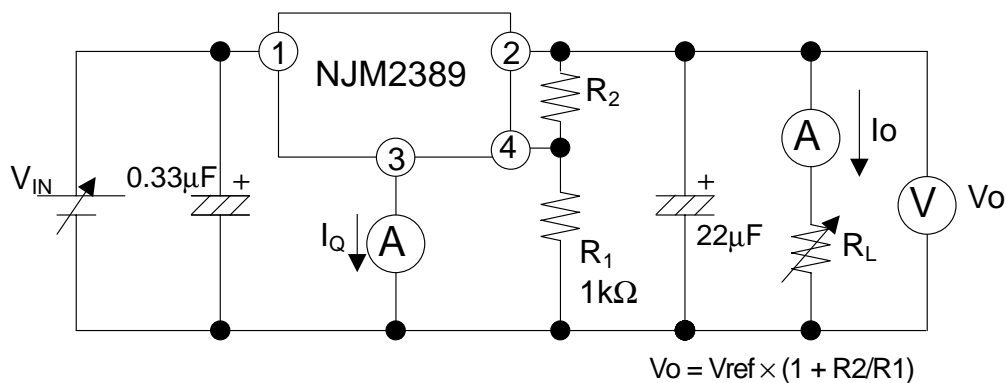 1
2
NJM2389
R2
4
3
A
Io
VIN
0.33μF
+
IQ
A
R1
1kΩ
+
22μF
RL
V
Vo
Vo = Vref × (1 + R2/R1)